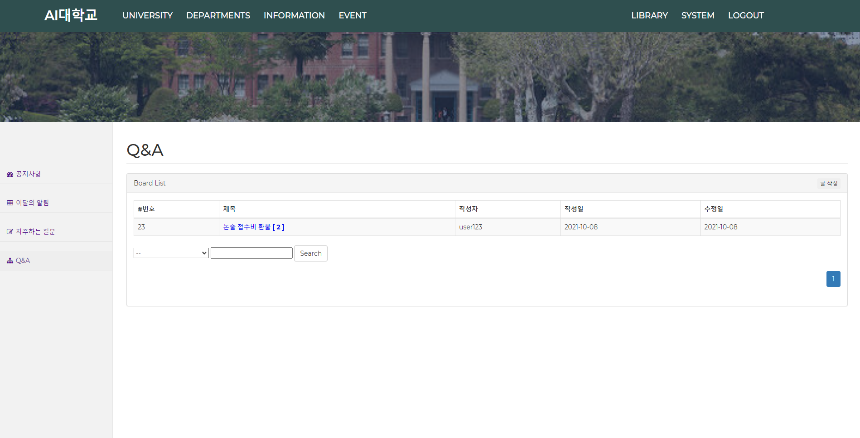 AI대학교 UNIVERSITY DEPARTMENTS INFORMATION EVENT LIBRARY SYSTEM LOGOUT
Q&A
공지사항
이달의 알림
자주하는 질문
Q&A
Board List 글 작성
#번호 제목 작성자 작성일 수정일
23 논술 접수비 환불 [ 2 ] user123 2021-10-08 2021-10-08
-- Search
1